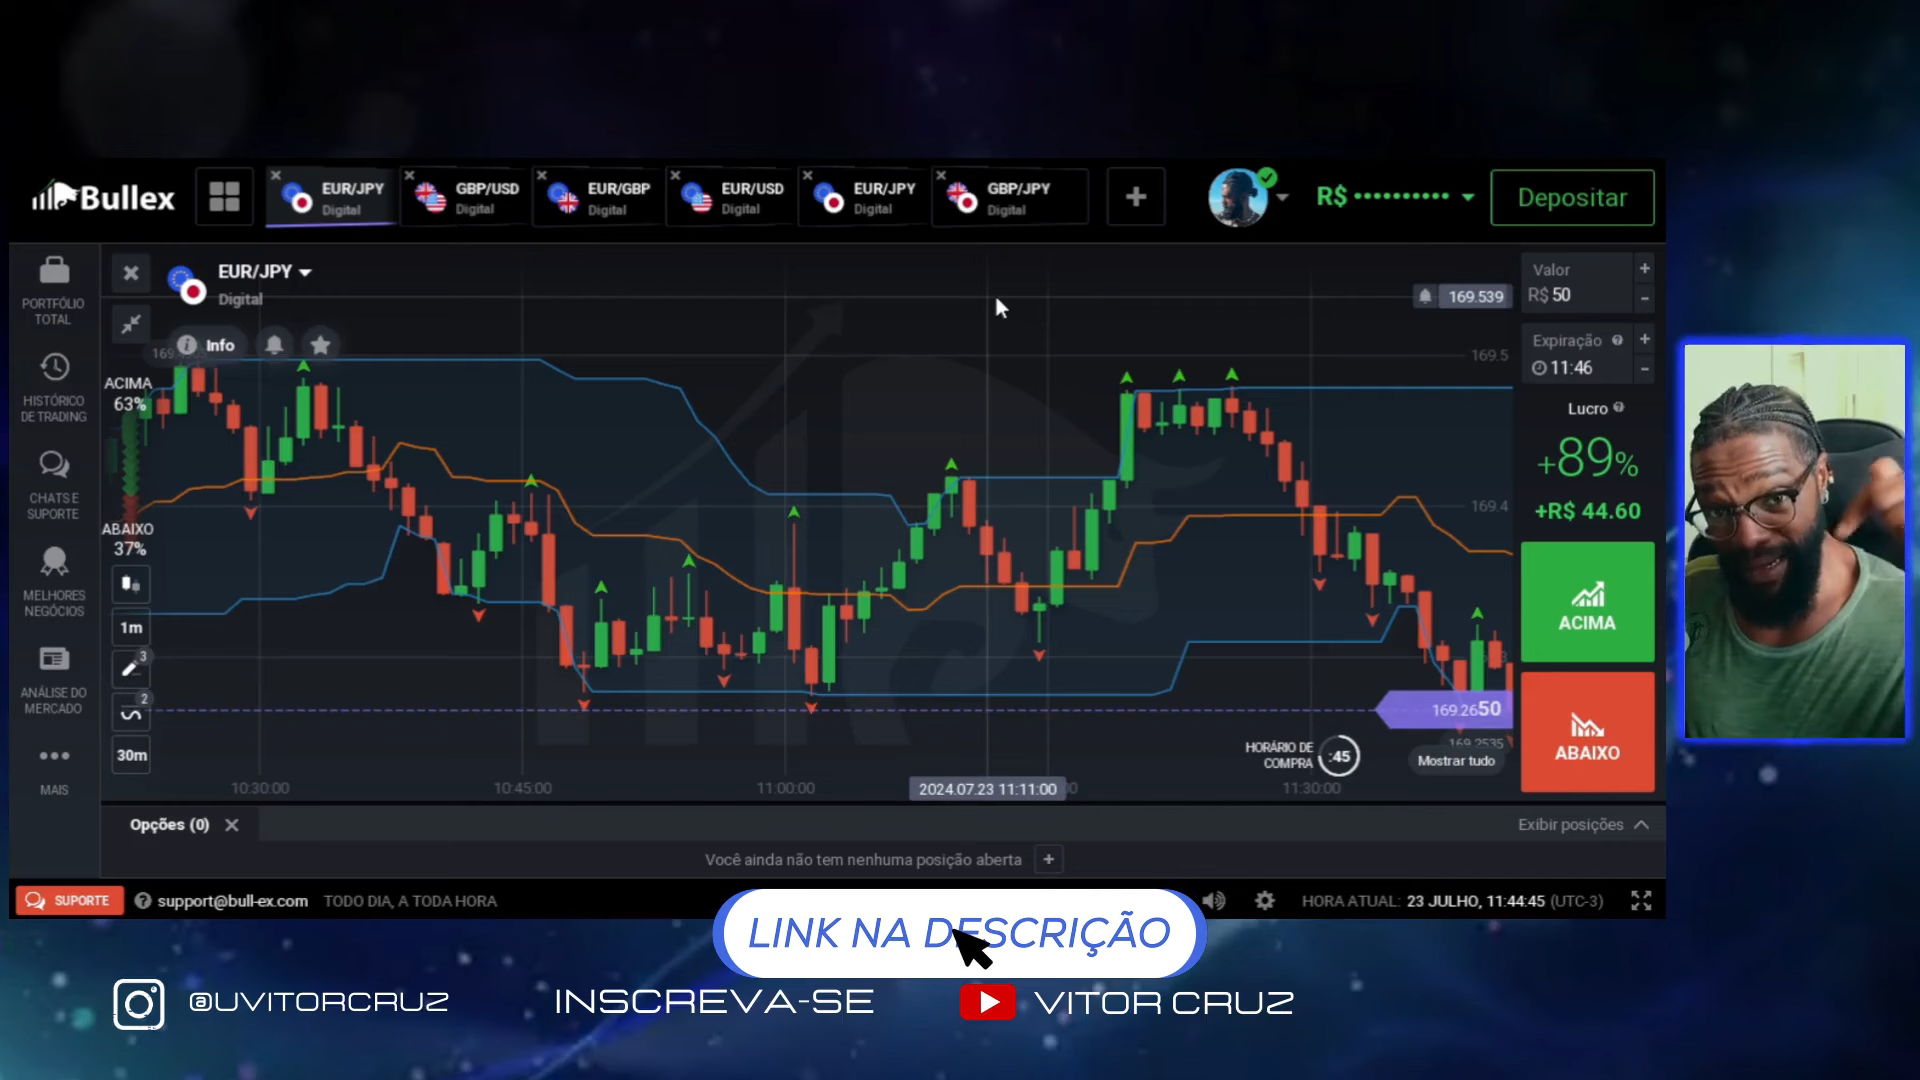 Bullex
EUR/JPY
Digital
GBP/USD
Digital
EUR/GBP
Digital
EUR/USD
Digital
EUR/JPY
Digital
GBP/JPY
Digital
R$ ••••••••••
Depositar
PORTFÓLIO
TOTAL
HISTÓRICO
DE TRADING
CHATS E
SUPORTE
MELHORES
NEGÓCIOS
ANÁLISE DO
MERCADO
MAIS
EUR/JPY
Digital
Info
ACIMA
63%
ABAIXO
37%
1m
3
2
30m
169.539
169.5
169.4
169.2650
169.2535
HORÁRIO DE
COMPRA
:45
Mostrar tudo
10:30:00
10:45:00
11:00:00
2024.07.23 11:11:00
11:30:00
Valor
R$ 50
Expiração
11:46
Lucro
+89%
+R$ 44.60
ACIMA
ABAIXO
Opções (0)
Exibir posições
Você ainda não tem nenhuma posição aberta
SUPORTE
support@bull-ex.com
TODO DIA, A TODA HORA
HORA ATUAL: 23 JULHO, 11:44:45 (UTC-3)
LINK NA DESCRIÇÃO
@UVITORCRUZ
INSCREVA-SE
VITOR CRUZ